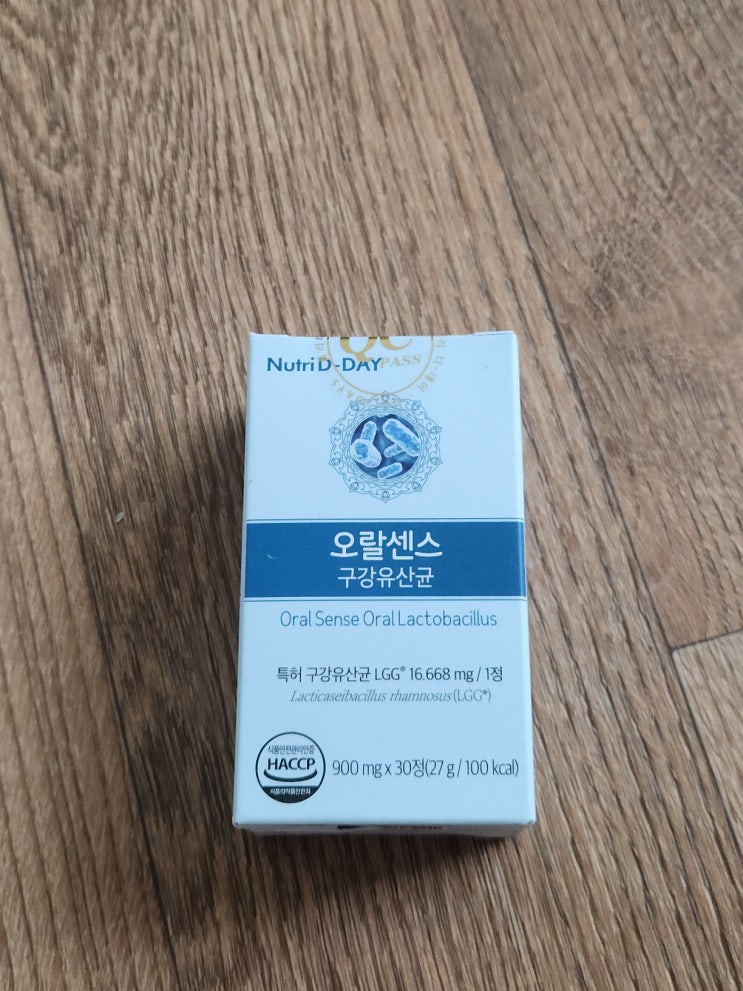 QC
PASS
Nutri D-DAY
오랄센스
구강유산균
Oral Sense Oral Lactobacillus
특허 구강유산균 LGG® 16.668 mg / 1정
Lacticaseibacillus rhamnosus (LGG®)
식품안전관리인증
HACCP
식품의약품안전처
900 mg x 30정(27 g / 100 kcal)